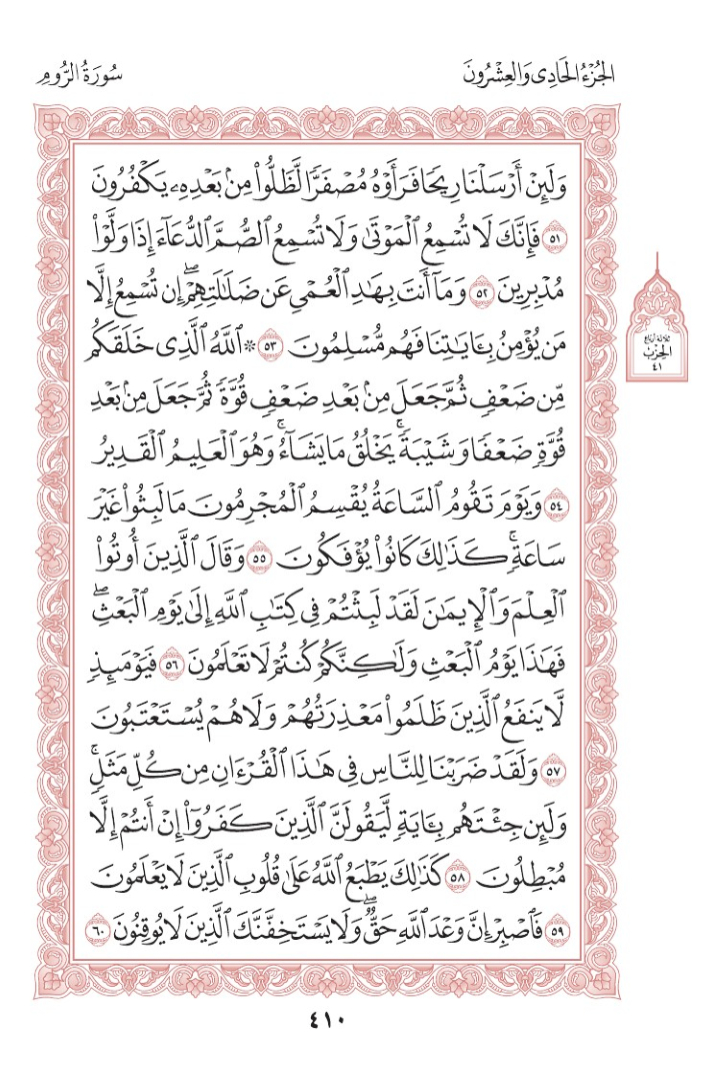 الجُزْءُ الحَادِى وَالعِشْرُونَ
سُورَةُ الرُّومِ
وَلَئِنْ أَرْسَلْنَا رِيحًا فَرَأَوْهُ مُصْفَرًّا لَّظَلُّوا۟ مِنۢ بَعْدِهِۦ يَكْفُرُونَ
٥١ فَإِنَّكَ لَا تُسْمِعُ ٱلْمَوْتَىٰ وَلَا تُسْمِعُ ٱلصُّمَّ ٱلدُّعَآءَ إِذَا وَلَّوْا۟
مُدْبِرِينَ ٥٢ وَمَآ أَنتَ بِهَـٰدِ ٱلْعُمْىِ عَن ضَلَـٰلَتِهِمْ ۖ إِن تُسْمِعُ إِلَّا
مَن يُؤْمِنُ بِـَٔايَـٰتِنَا فَهُم مُّسْلِمُونَ ٥٣ * ٱللَّهُ ٱلَّذِى خَلَقَكُم
مِّن ضَعْفٍ ثُمَّ جَعَلَ مِنۢ بَعْدِ ضَعْفٍ قُوَّةً ثُمَّ جَعَلَ مِنۢ بَعْدِ
قُوَّةٍ ضَعْفًا وَشَيْبَةً ۚ يَخْلُقُ مَا يَشَآءُ ۚ وَهُوَ ٱلْعَلِيمُ ٱلْقَدِيرُ
٥٤ وَيَوْمَ تَقُومُ ٱلسَّاعَةُ يُقْسِمُ ٱلْمُجْرِمُونَ مَا لَبِثُوا۟ غَيْرَ
سَاعَةٍ ۚ كَذَٰلِكَ كَانُوا۟ يُؤْفَكُونَ ٥٥ وَقَالَ ٱلَّذِينَ أُوتُوا۟
ٱلْعِلْمَ وَٱلْإِيمَـٰنَ لَقَدْ لَبِثْتُمْ فِى كِتَـٰبِ ٱللَّهِ إِلَىٰ يَوْمِ ٱلْبَعْثِ ۖ
فَهَـٰذَا يَوْمُ ٱلْبَعْثِ وَلَـٰكِنَّكُمْ كُنتُمْ لَا تَعْلَمُونَ ٥٦ فَيَوْمَئِذٍ
لَّا يَنفَعُ ٱلَّذِينَ ظَلَمُوا۟ مَعْذِرَتُهُمْ وَلَا هُمْ يُسْتَعْتَبُونَ
٥٧ وَلَقَدْ ضَرَبْنَا لِلنَّاسِ فِى هَـٰذَا ٱلْقُرْءَانِ مِن كُلِّ مَثَلٍ ۚ
وَلَئِن جِئْتَهُم بِـَٔايَةٍ لَّيَقُولَنَّ ٱلَّذِينَ كَفَرُوٓا۟ إِنْ أَنتُمْ إِلَّا
مُبْطِلُونَ ٥٨ كَذَٰلِكَ يَطْبَعُ ٱللَّهُ عَلَىٰ قُلُوبِ ٱلَّذِينَ لَا يَعْلَمُونَ
٥٩ فَٱصْبِرْ إِنَّ وَعْدَ ٱللَّهِ حَقٌّ ۖ وَلَا يَسْتَخِفَّنَّكَ ٱلَّذِينَ لَا يُوقِنُونَ ٦٠
ثلاثة أرباع
الحزب
٤١
٤١٠